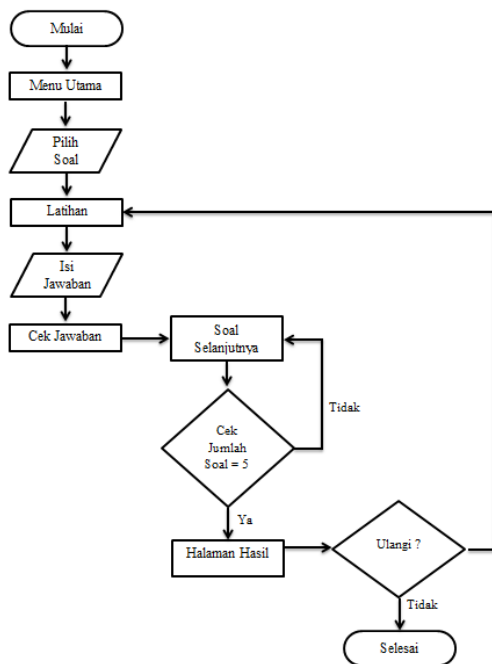 Mulai
Menu Utama
Pilih
Soal
Latihan
Isi
Jawaban
Cek Jawaban
Soal
Selanjutnya
Tidak
Cek
Jumlah
Soal = 5
Ya
Halaman Hasil
Ulangi ?
Tidak
Selesai